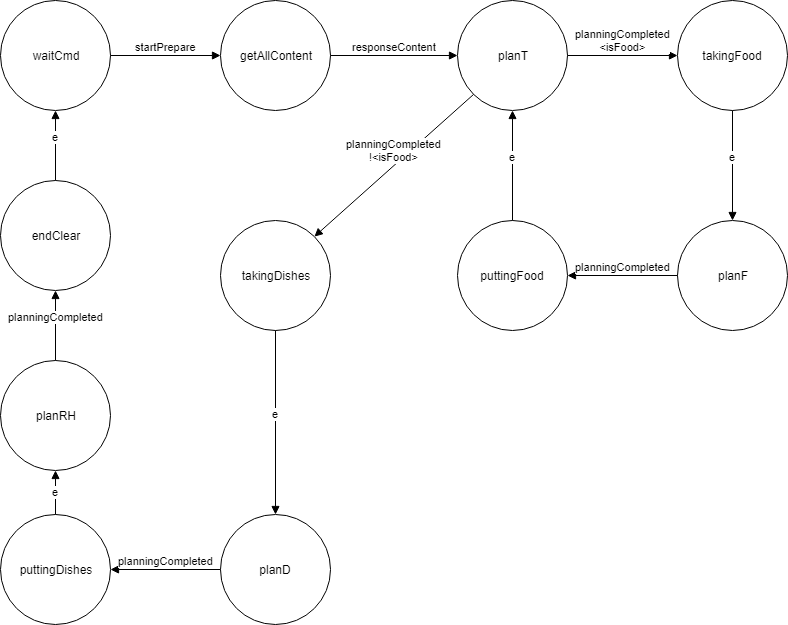 waitCmd
startPrepare
getAllContent
responseContent
planT
planningCompleted
<isFood>
takingFood
e
planningCompleted
!<isFood>
e
e
endClear
takingDishes
puttingFood
planningCompleted
planF
planningCompleted
planRH
e
e
puttingDishes
planningCompleted
planD